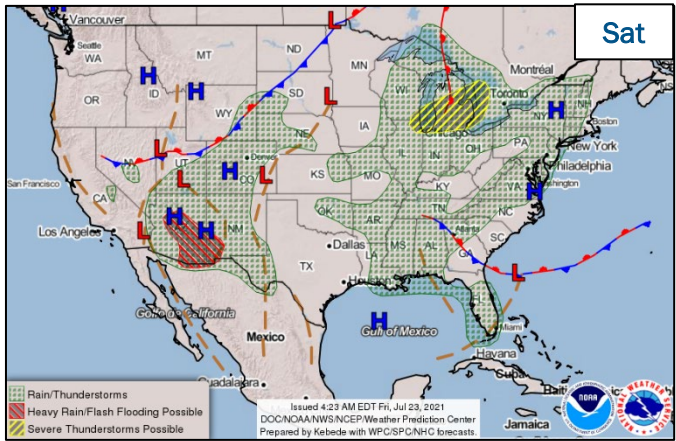 Sat
Vancouver
H
L
Seattle
WA
MT
ND
MN
Montréal
H
ID
H
L
OR
WY
SD
WI
Toronto
NY
NH
H
Boston
IA
NE
PA
New York
Philadelphia
L
UT
Denver
H
CO
L
IL
IN
OH
NV
L
KS
MO
KY
VA
H
Washington
San Francisco
CA
OK
AR
TN
NC
Los Angeles
L
H
H
NM
Dallas
MS
AL
Atlanta
GA
SC
TX
LA
L
Houston
FL
Golfo de California
H
Gulf of Mexico
Miami
Mexico
Havana
Cuba
Guadalajara
Jamaica
Rain/Thunderstorms
Heavy Rain/Flash Flooding Possible
Severe Thunderstorms Possible
Issued 4:23 AM EDT Fri, Jul 23, 2021
DOC/NOAA/NWS/NCEP/Weather Prediction Center
Prepared by Kebede with WPC/SPC/NHC forecasts.
NOAA
NATIONAL WEATHER SERVICE